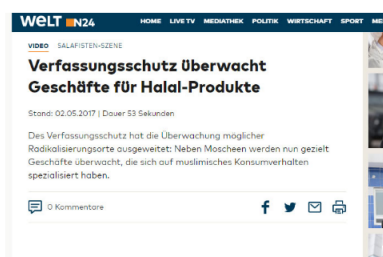 WELT N24 HOME LIVE TV MEDIATHEK POLITIK WIRTSCHAFT SPORT
VIDEO SALAFISTEN-SZENE
Verfassungsschutz überwacht
Geschäfte für Halal-Produkte
Stand: 02.05.2017 | Dauer 53 Sekunden
Des Verfassungsschutz hat die Überwachung möglicher
Radikalisierungsorte ausgeweitet: Neben Moscheen werden nun gezielt
Geschäfte überwacht, die sich auf muslimisches Konsumverhalten
spezialisiert haben.
0 Kommentare